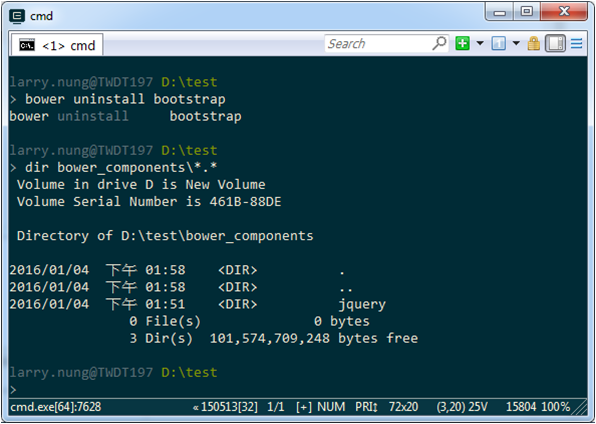 cmd
<1> cmd
Search
larry.nung@TWDT197 D:\test
> bower uninstall bootstrap
bower uninstall     bootstrap
larry.nung@TWDT197 D:\test
> dir bower_components\*.*
Volume in drive D is New Volume
Volume Serial Number is 461B-88DE
Directory of D:\test\bower_components
2016/01/04  下午 01:58    <DIR>          .
2016/01/04  下午 01:58    <DIR>          ..
2016/01/04  下午 01:51    <DIR>          jquery
0 File(s)              0 bytes
3 Dir(s)  101,574,709,248 bytes free
larry.nung@TWDT197 D:\test
>
cmd.exe[64]:7628 «150513[32] 1/1 [+] NUM PRI↕ 72x20 (3,20) 25V 15804 100%